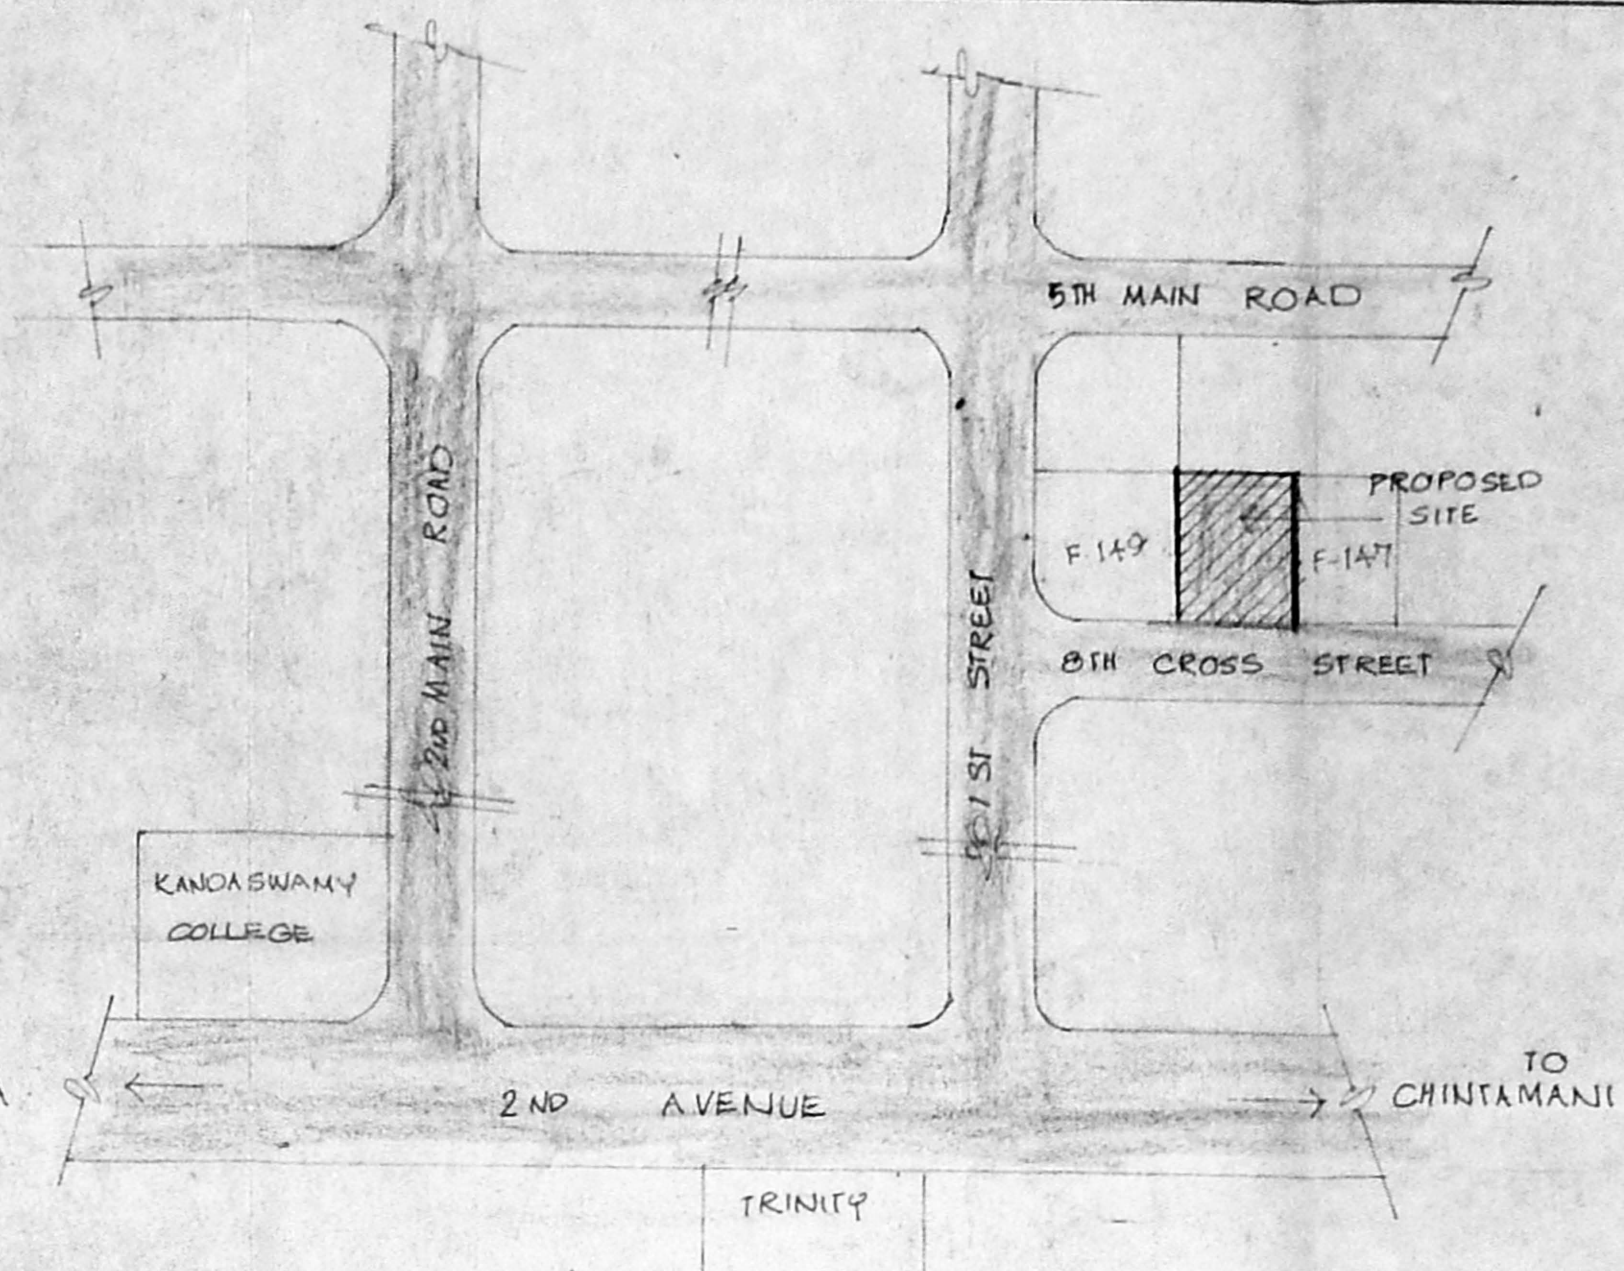 5TH MAIN ROAD
PROPOSED
SITE
F-149
F-147
2ND MAIN ROAD
8TH CROSS STREET
STREET
KANDASWAMY
COLLEGE
2ND AVENUE
TO
CHINTAMANI
TRINITY